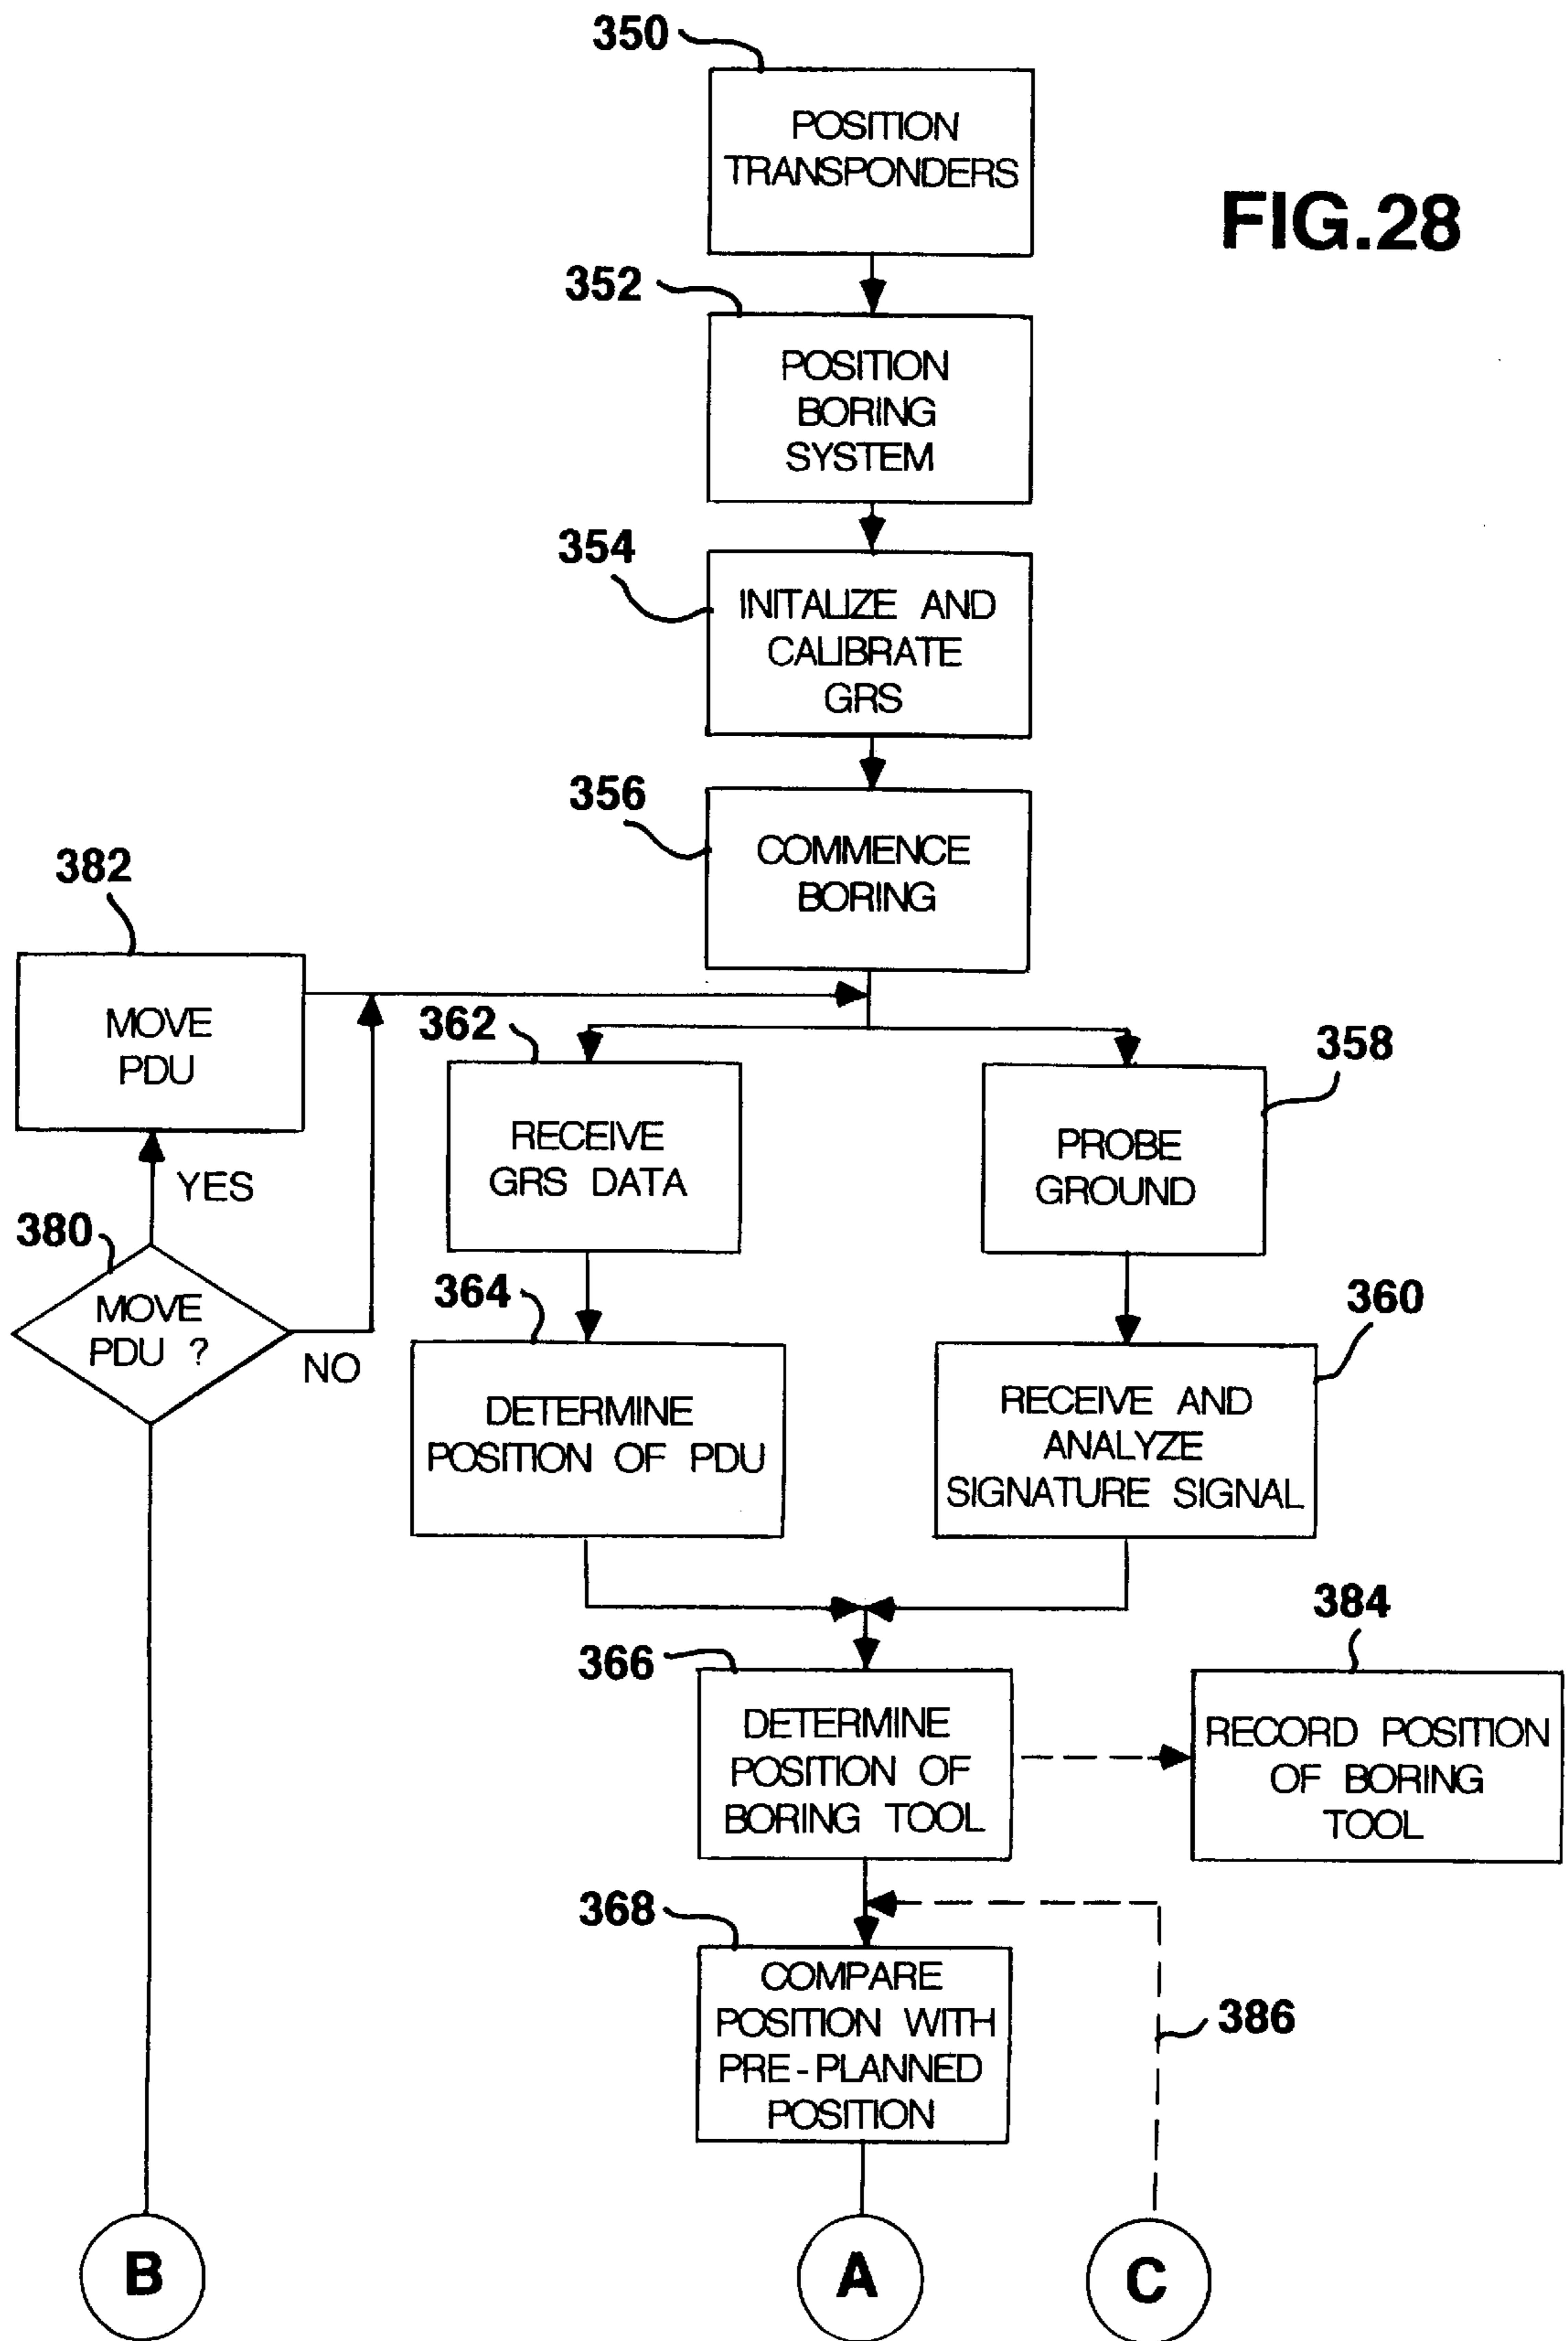 350
POSITION
TRANSPONDERS
FIG.28
352
POSITION
BORING
SYSTEM
354
INITALIZE AND
CALIBRATE
GRS
356
COMMENCE
BORING
382
MOVE
PDU
362
RECEIVE
GRS DATA
358
PROBE
GROUND
YES
380
MOVE
PDU ?
NO
364
DETERMINE
POSITION OF PDU
360
RECEIVE AND
ANALYZE
SIGNATURE SIGNAL
366
DETERMINE
POSITION OF
BORING TOOL
384
RECORD POSITION
OF BORING
TOOL
368
COMPARE
POSITION WITH
PRE-PLANNED
POSITION
386
B
A
C